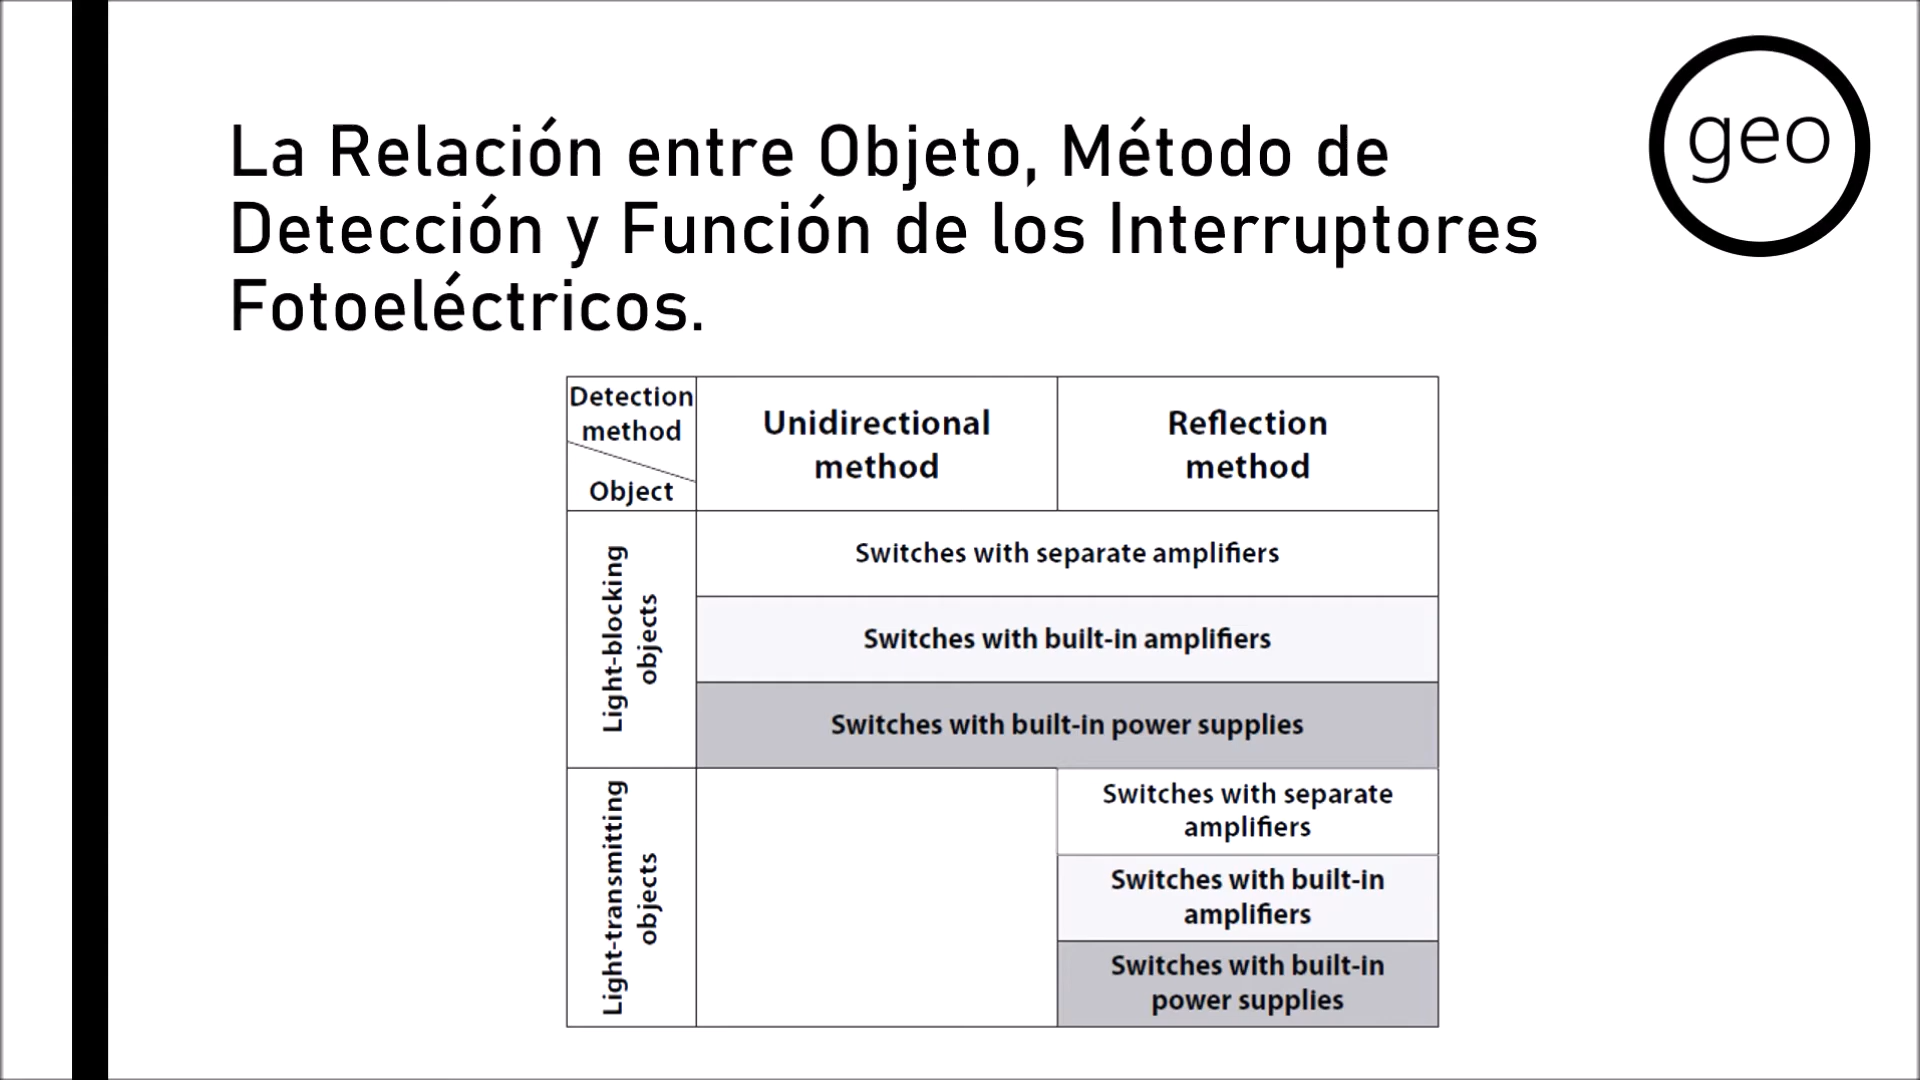 geo
La Relación entre Objeto, Método de
Detección y Función de los Interruptores
Fotoeléctricos.
Detection
method
Object
Unidirectional
method
Reflection
method
Light-blocking
objects
Switches with separate amplifiers
Switches with built-in amplifiers
Switches with built-in power supplies
Light-transmitting
objects
Switches with separate
amplifiers
Switches with built-in
amplifiers
Switches with built-in
power supplies